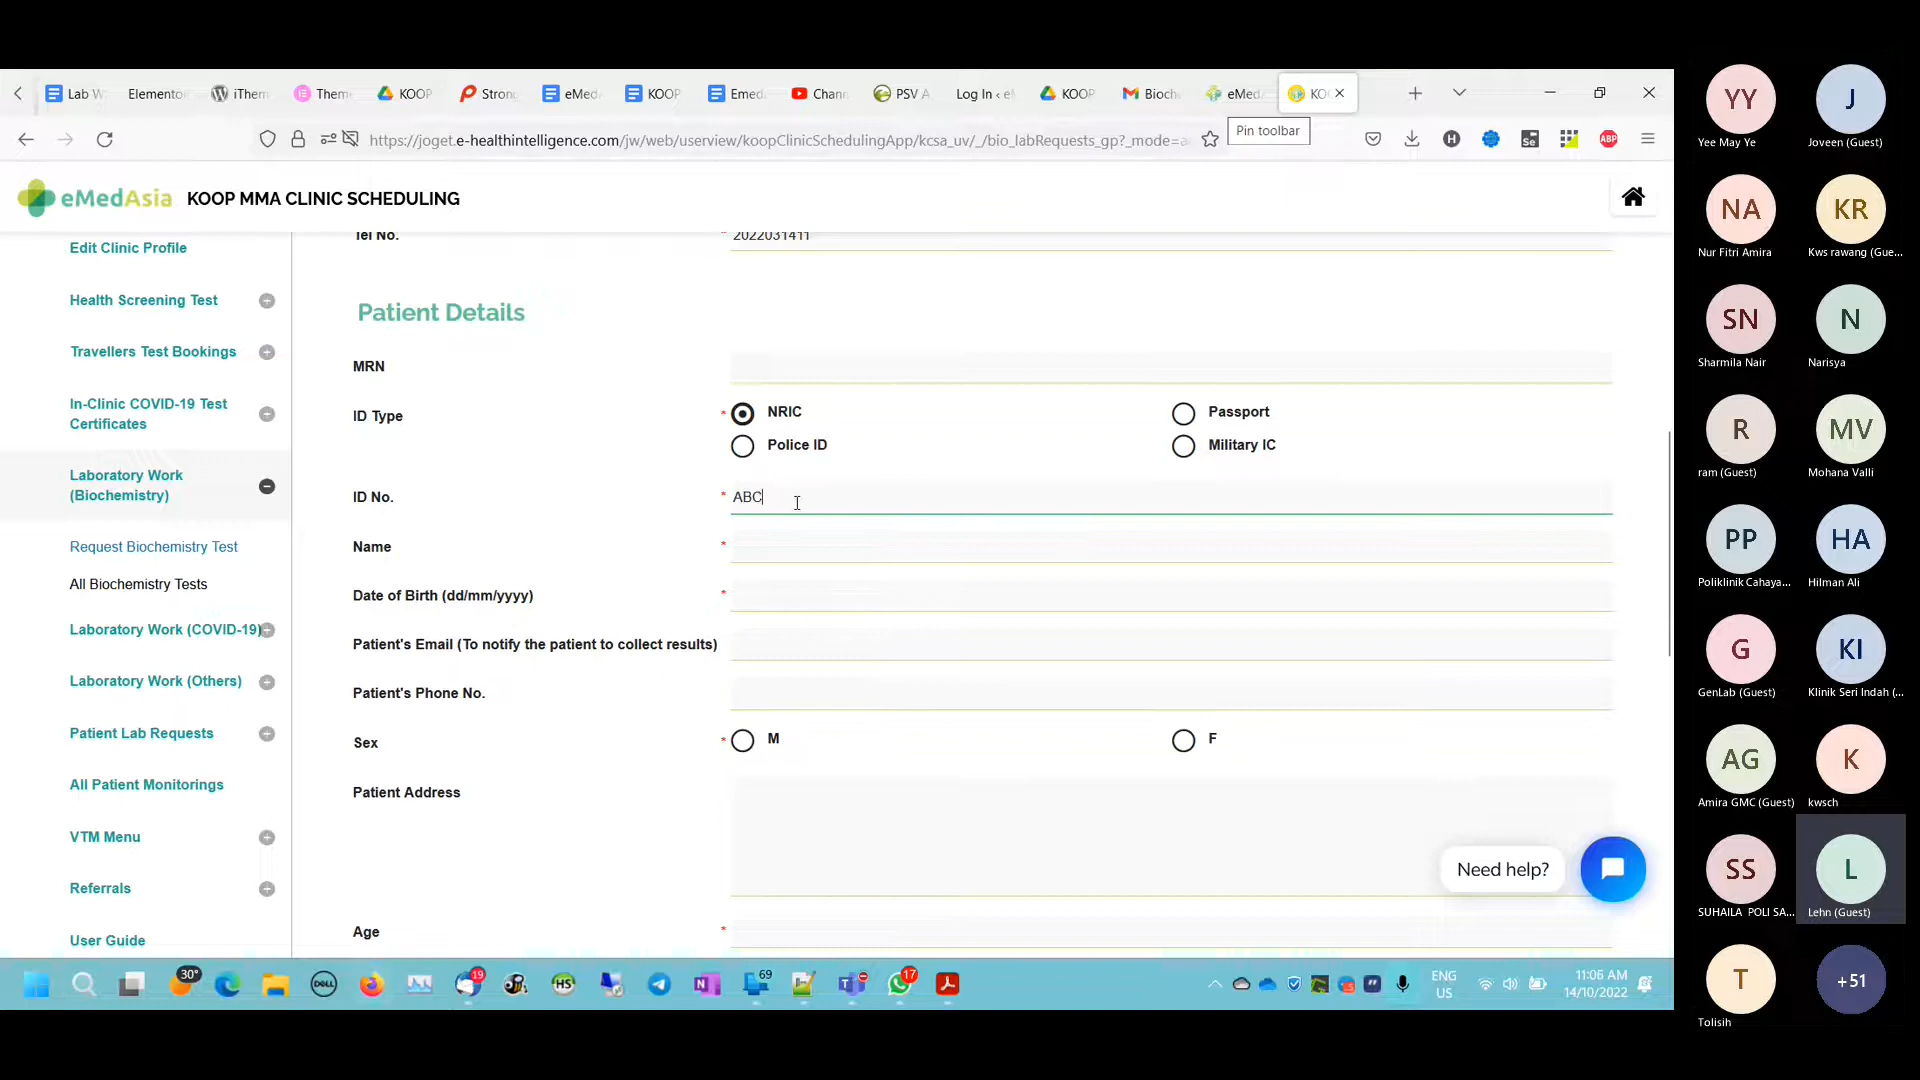 Lab W
Elemento
iThem
Them
KOOP
Stron
eMed
KOOP
Emed
Chan
PSV A
Log In ‹ e
KOOP
Bioch
eMed
KO
https://joget.e-healthintelligence.com/jw/web/userview/koopClinicSchedulingApp/kcsa_uv/_/bio_labRequests_gp?_mode=a
Pin toolbar
H
Se
ABP
eMedAsia
KOOP MMA CLINIC SCHEDULING
Edit Clinic Profile
Health Screening Test
Travellers Test Bookings
In-Clinic COVID-19 Test
Certificates
Laboratory Work
(Biochemistry)
Request Biochemistry Test
All Biochemistry Tests
Laboratory Work (COVID-19)
Laboratory Work (Others)
Patient Lab Requests
All Patient Monitorings
VTM Menu
Referrals
User Guide
Tel No. * 2022031411
Patient Details
MRN
ID Type * NRIC Passport
Police ID Military IC
ID No. * ABC
Name *
Date of Birth (dd/mm/yyyy) *
Patient's Email (To notify the patient to collect results)
Patient's Phone No.
Sex * M F
Patient Address
Age *
Need help?
30°
DELL
19
HS
N
69
17
ENG
US
11:06 AM
14/10/2022
YY
Yee May Ye
J
Joveen (Guest)
NA
Nur Fitri Amira
KR
Kws rawang (Gue...
SN
Sharmila Nair
N
Narisya
R
ram (Guest)
MV
Mohana Valli
PP
Poliklinik Cahaya...
HA
Hilman Ali
G
GenLab (Guest)
KI
Klinik Seri Indah (...
AG
Amira GMC (Guest)
K
kwsch
SS
SUHAILA POLI SA...
L
Lehn (Guest)
T
Tolisih
+51